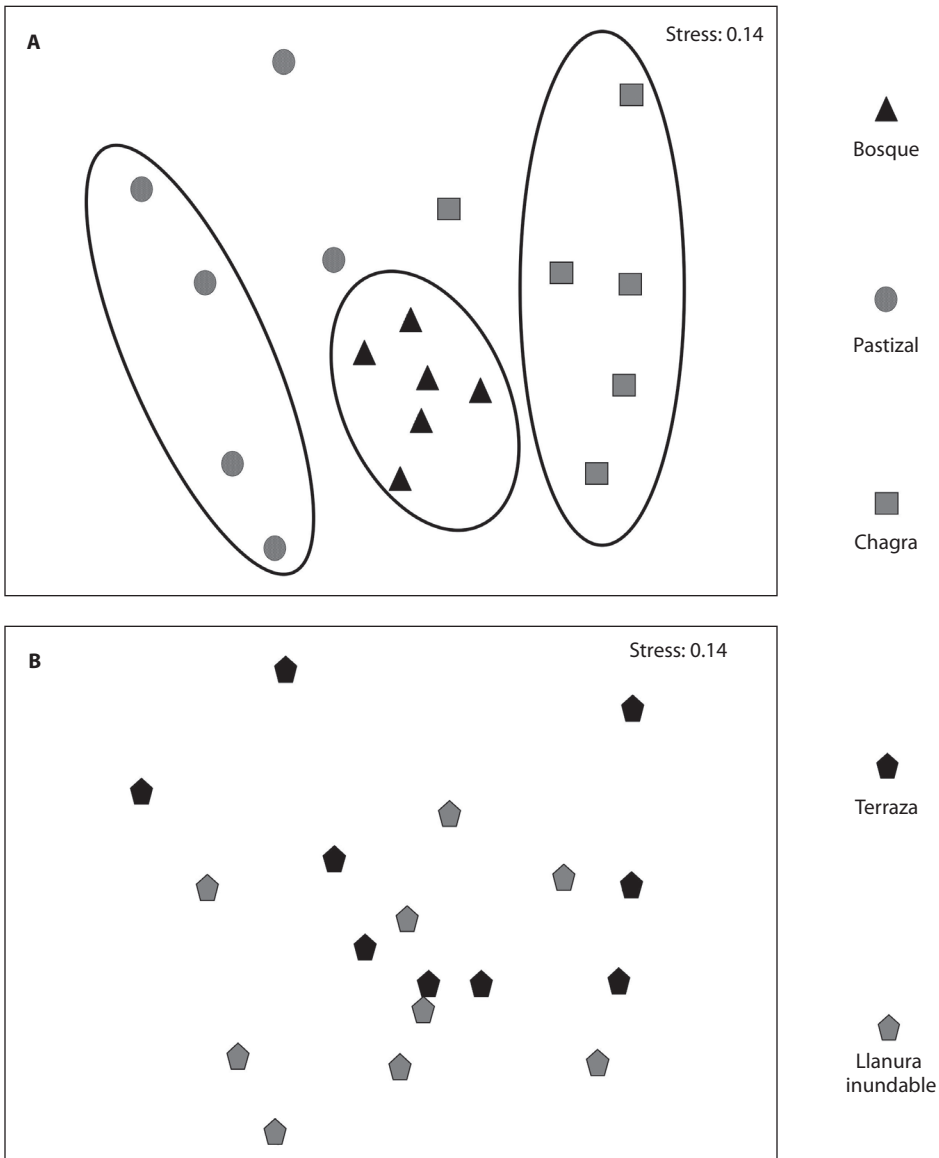 A
Stress: 0.14
Bosque
Pastizal
Chagra
B
Stress: 0.14
Terraza
Llanura
inundable